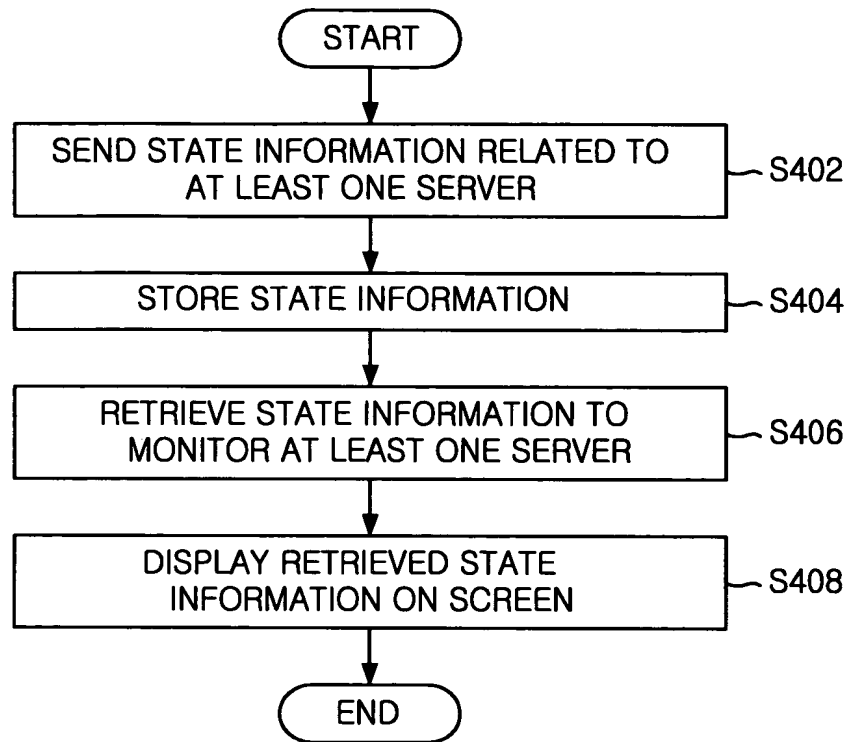 START
SEND STATE INFORMATION RELATED TO
AT LEAST ONE SERVER
S402
STORE STATE INFORMATION
S404
RETRIEVE STATE INFORMATION TO
MONITOR AT LEAST ONE SERVER
S406
DISPLAY RETRIEVED STATE
INFORMATION ON SCREEN
S408
END